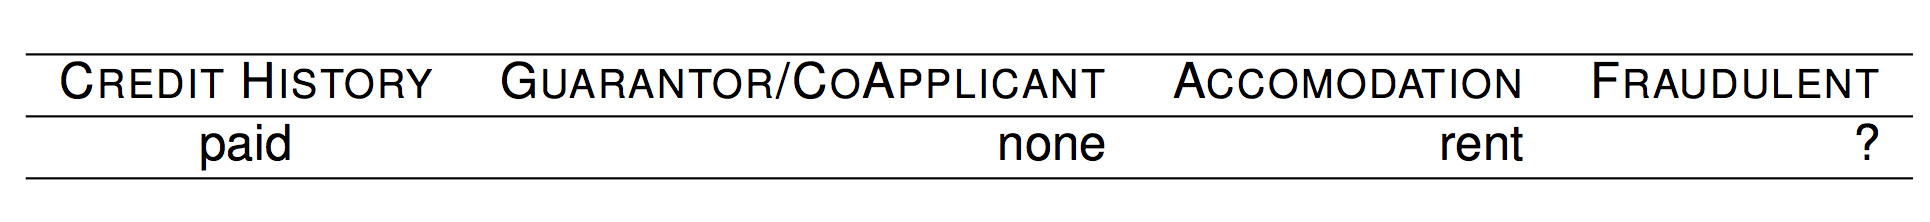 CREDIT HISTORY GUARANTOR/COAPPLICANT ACCOMODATION FRAUDULENT
paid none rent ?